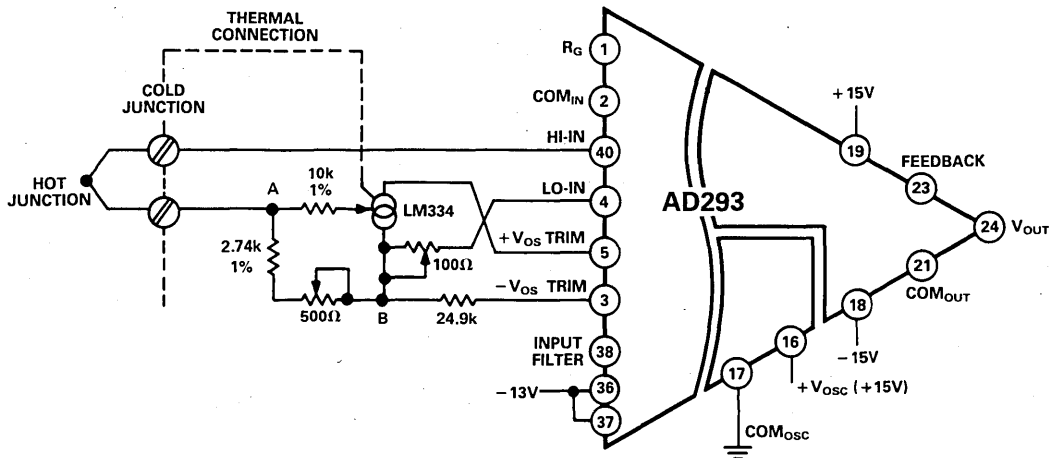 THERMAL
CONNECTION
COLD
JUNCTION
HOT
JUNCTION
A
10k
1%
LM334
2.74k
1%
100Ω
500Ω
B
24.9k
R_G
1
COM_IN
2
HI-IN
40
LO-IN
4
+V_OS TRIM
5
-V_OS TRIM
3
INPUT
FILTER
38
-13V
36
37
AD293
+15V
19
FEEDBACK
23
24
V_OUT
21
COM_OUT
18
-15V
16
+V_OSC (+15V)
17
COM_OSC